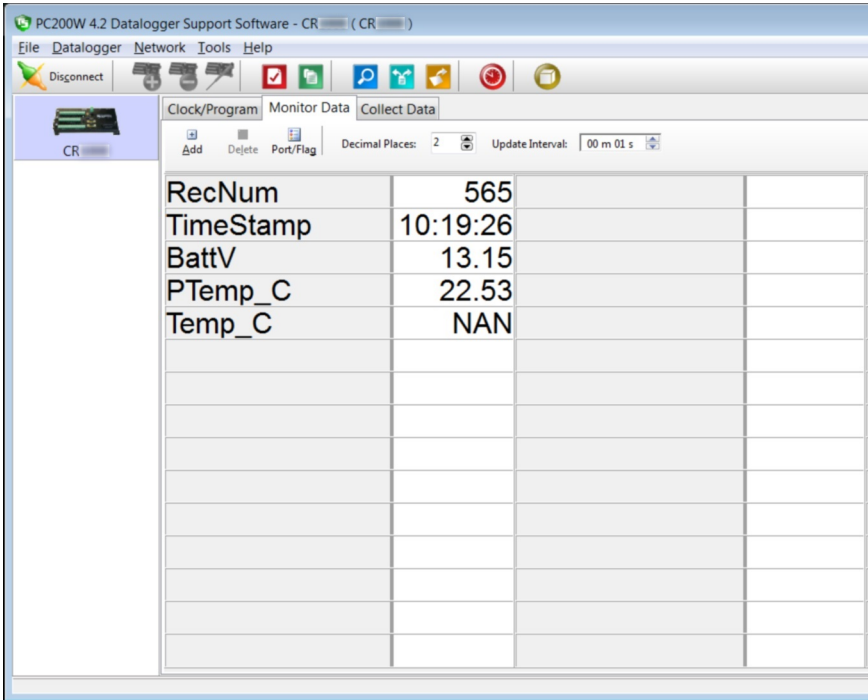 PC200W 4.2 Datalogger Support Software - CR ( CR )
File Datalogger Network Tools Help
Disconnect
Clock/Program Monitor Data Collect Data
CR
Add Delete Port/Flag Decimal Places: 2 Update Interval: 00 m 01 s
RecNum 565
TimeStamp 10:19:26
BattV 13.15
PTemp_C 22.53
Temp_C NAN